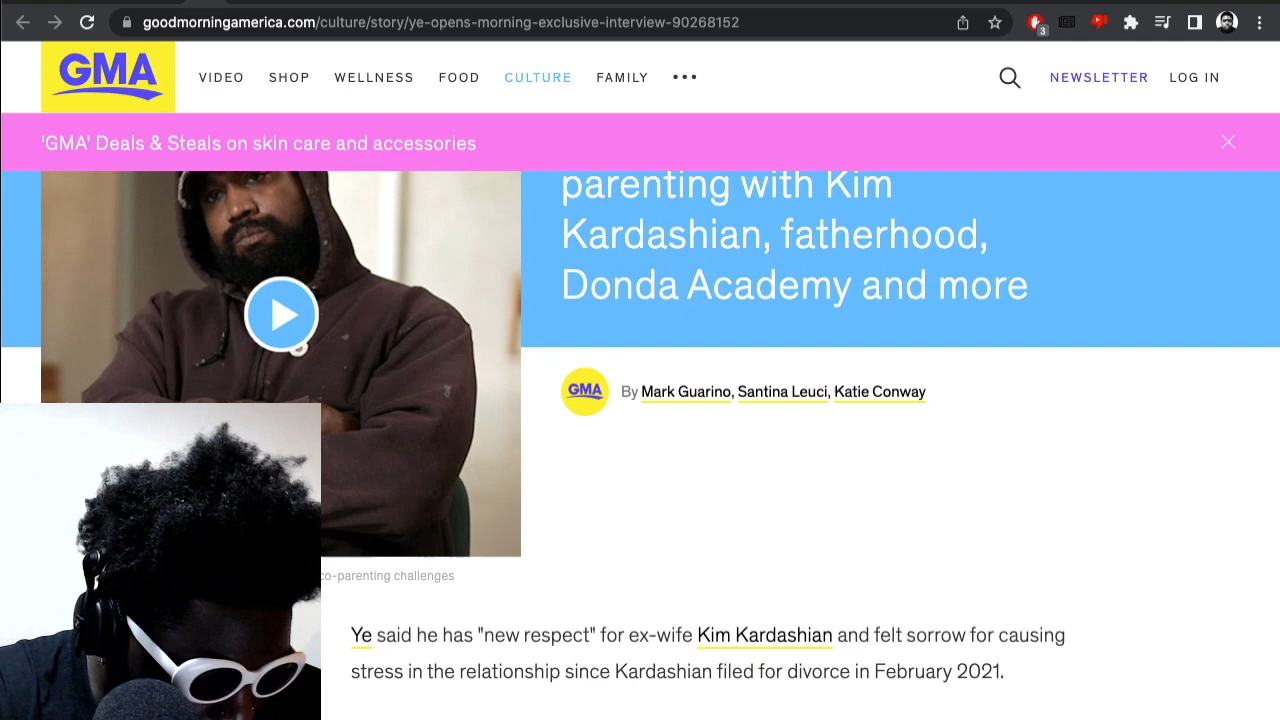 goodmorningamerica.com/culture/story/ye-opens-morning-exclusive-interview-90268152
3
GMA
VIDEO SHOP WELLNESS FOOD CULTURE FAMILY •••
NEWSLETTER LOG IN
'GMA' Deals & Steals on skin care and accessories
parenting with Kim
Kardashian, fatherhood,
Donda Academy and more
GMA
By Mark Guarino, Santina Leuci, Katie Conway
co-parenting challenges
Ye said he has "new respect" for ex-wife Kim Kardashian and felt sorrow for causing
stress in the relationship since Kardashian filed for divorce in February 2021.